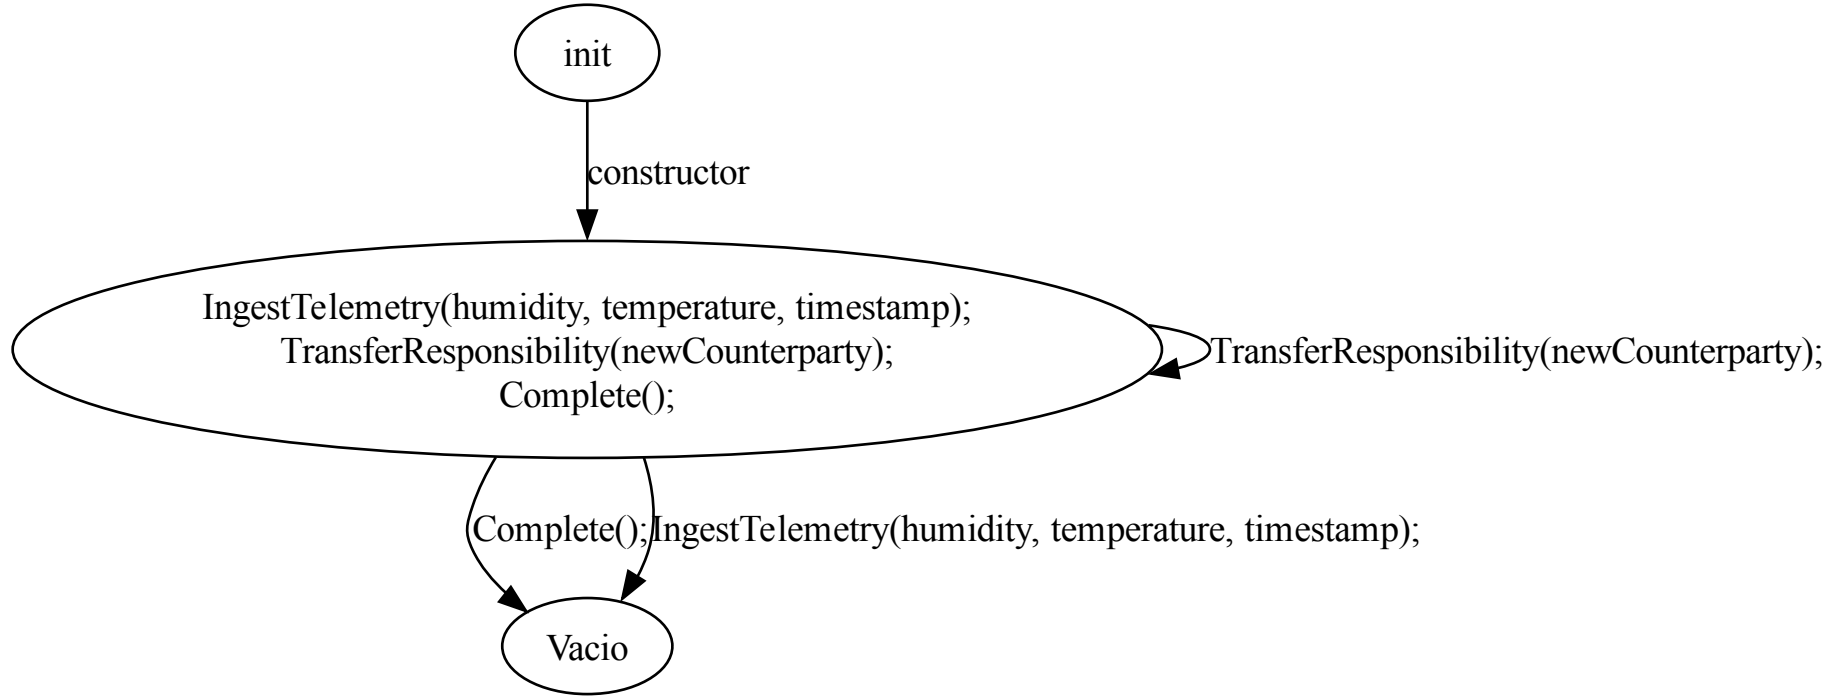 init
constructor
IngestTelemetry(humidity, temperature, timestamp);
TransferResponsibility(newCounterparty);
Complete();
TransferResponsibility(newCounterparty);
Complete();
IngestTelemetry(humidity, temperature, timestamp);
Vacio